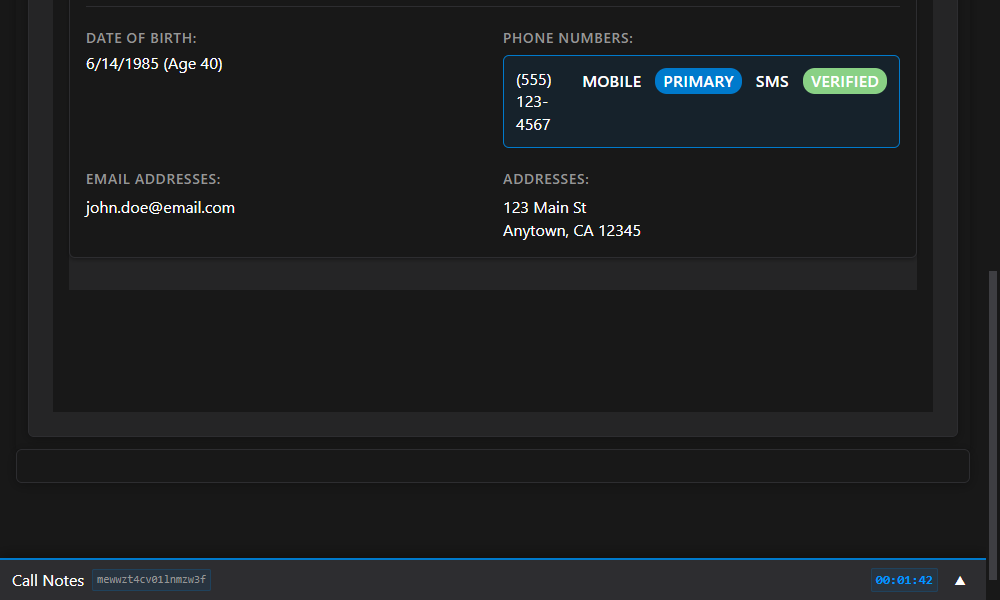 DATE OF BIRTH:
6/14/1985 (Age 40)
PHONE NUMBERS:
(555)
123-
4567
MOBILE PRIMARY SMS VERIFIED
EMAIL ADDRESSES:
john.doe@email.com
ADDRESSES:
123 Main St
Anytown, CA 12345
Call Notes mewwzt4cv01lnmzw3f 00:01:42 ▲